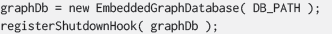 graphDb = new EmbeddedGraphDatabase( DB_PATH );
registerShutdownHook( graphDb );